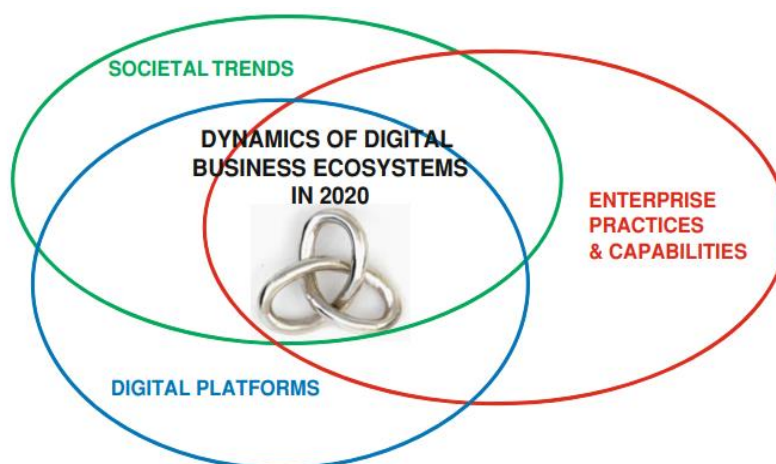 SOCIETAL TRENDS
DYNAMICS OF DIGITAL
BUSINESS ECOSYSTEMS
IN 2020
ENTERPRISE
PRACTICES
& CAPABILITIES
DIGITAL PLATFORMS